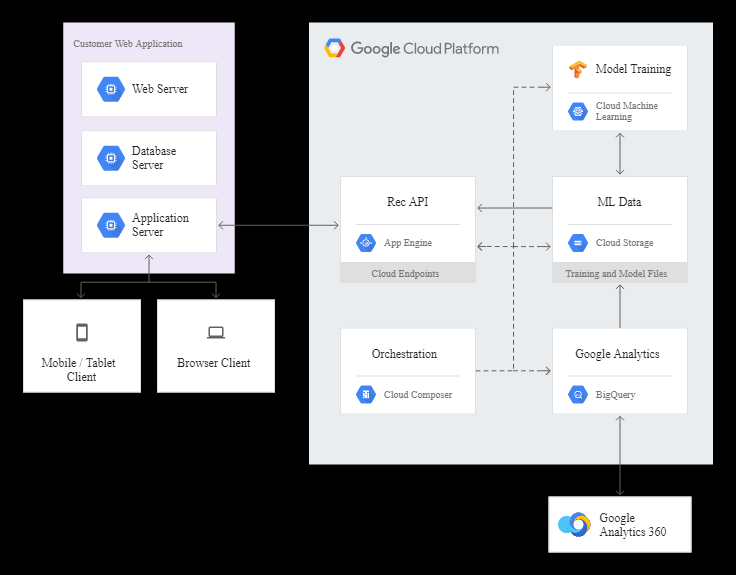 Customer Web Application
Web Server
Database
Server
Application
Server
Mobile / Tablet
Client
Browser Client
Google Cloud Platform
Model Training
Cloud Machine
Learning
Rec API
App Engine
Cloud Endpoints
ML Data
Cloud Storage
Training and Model Files
Orchestration
Cloud Composer
Google Analytics
BigQuery
Google
Analytics 360